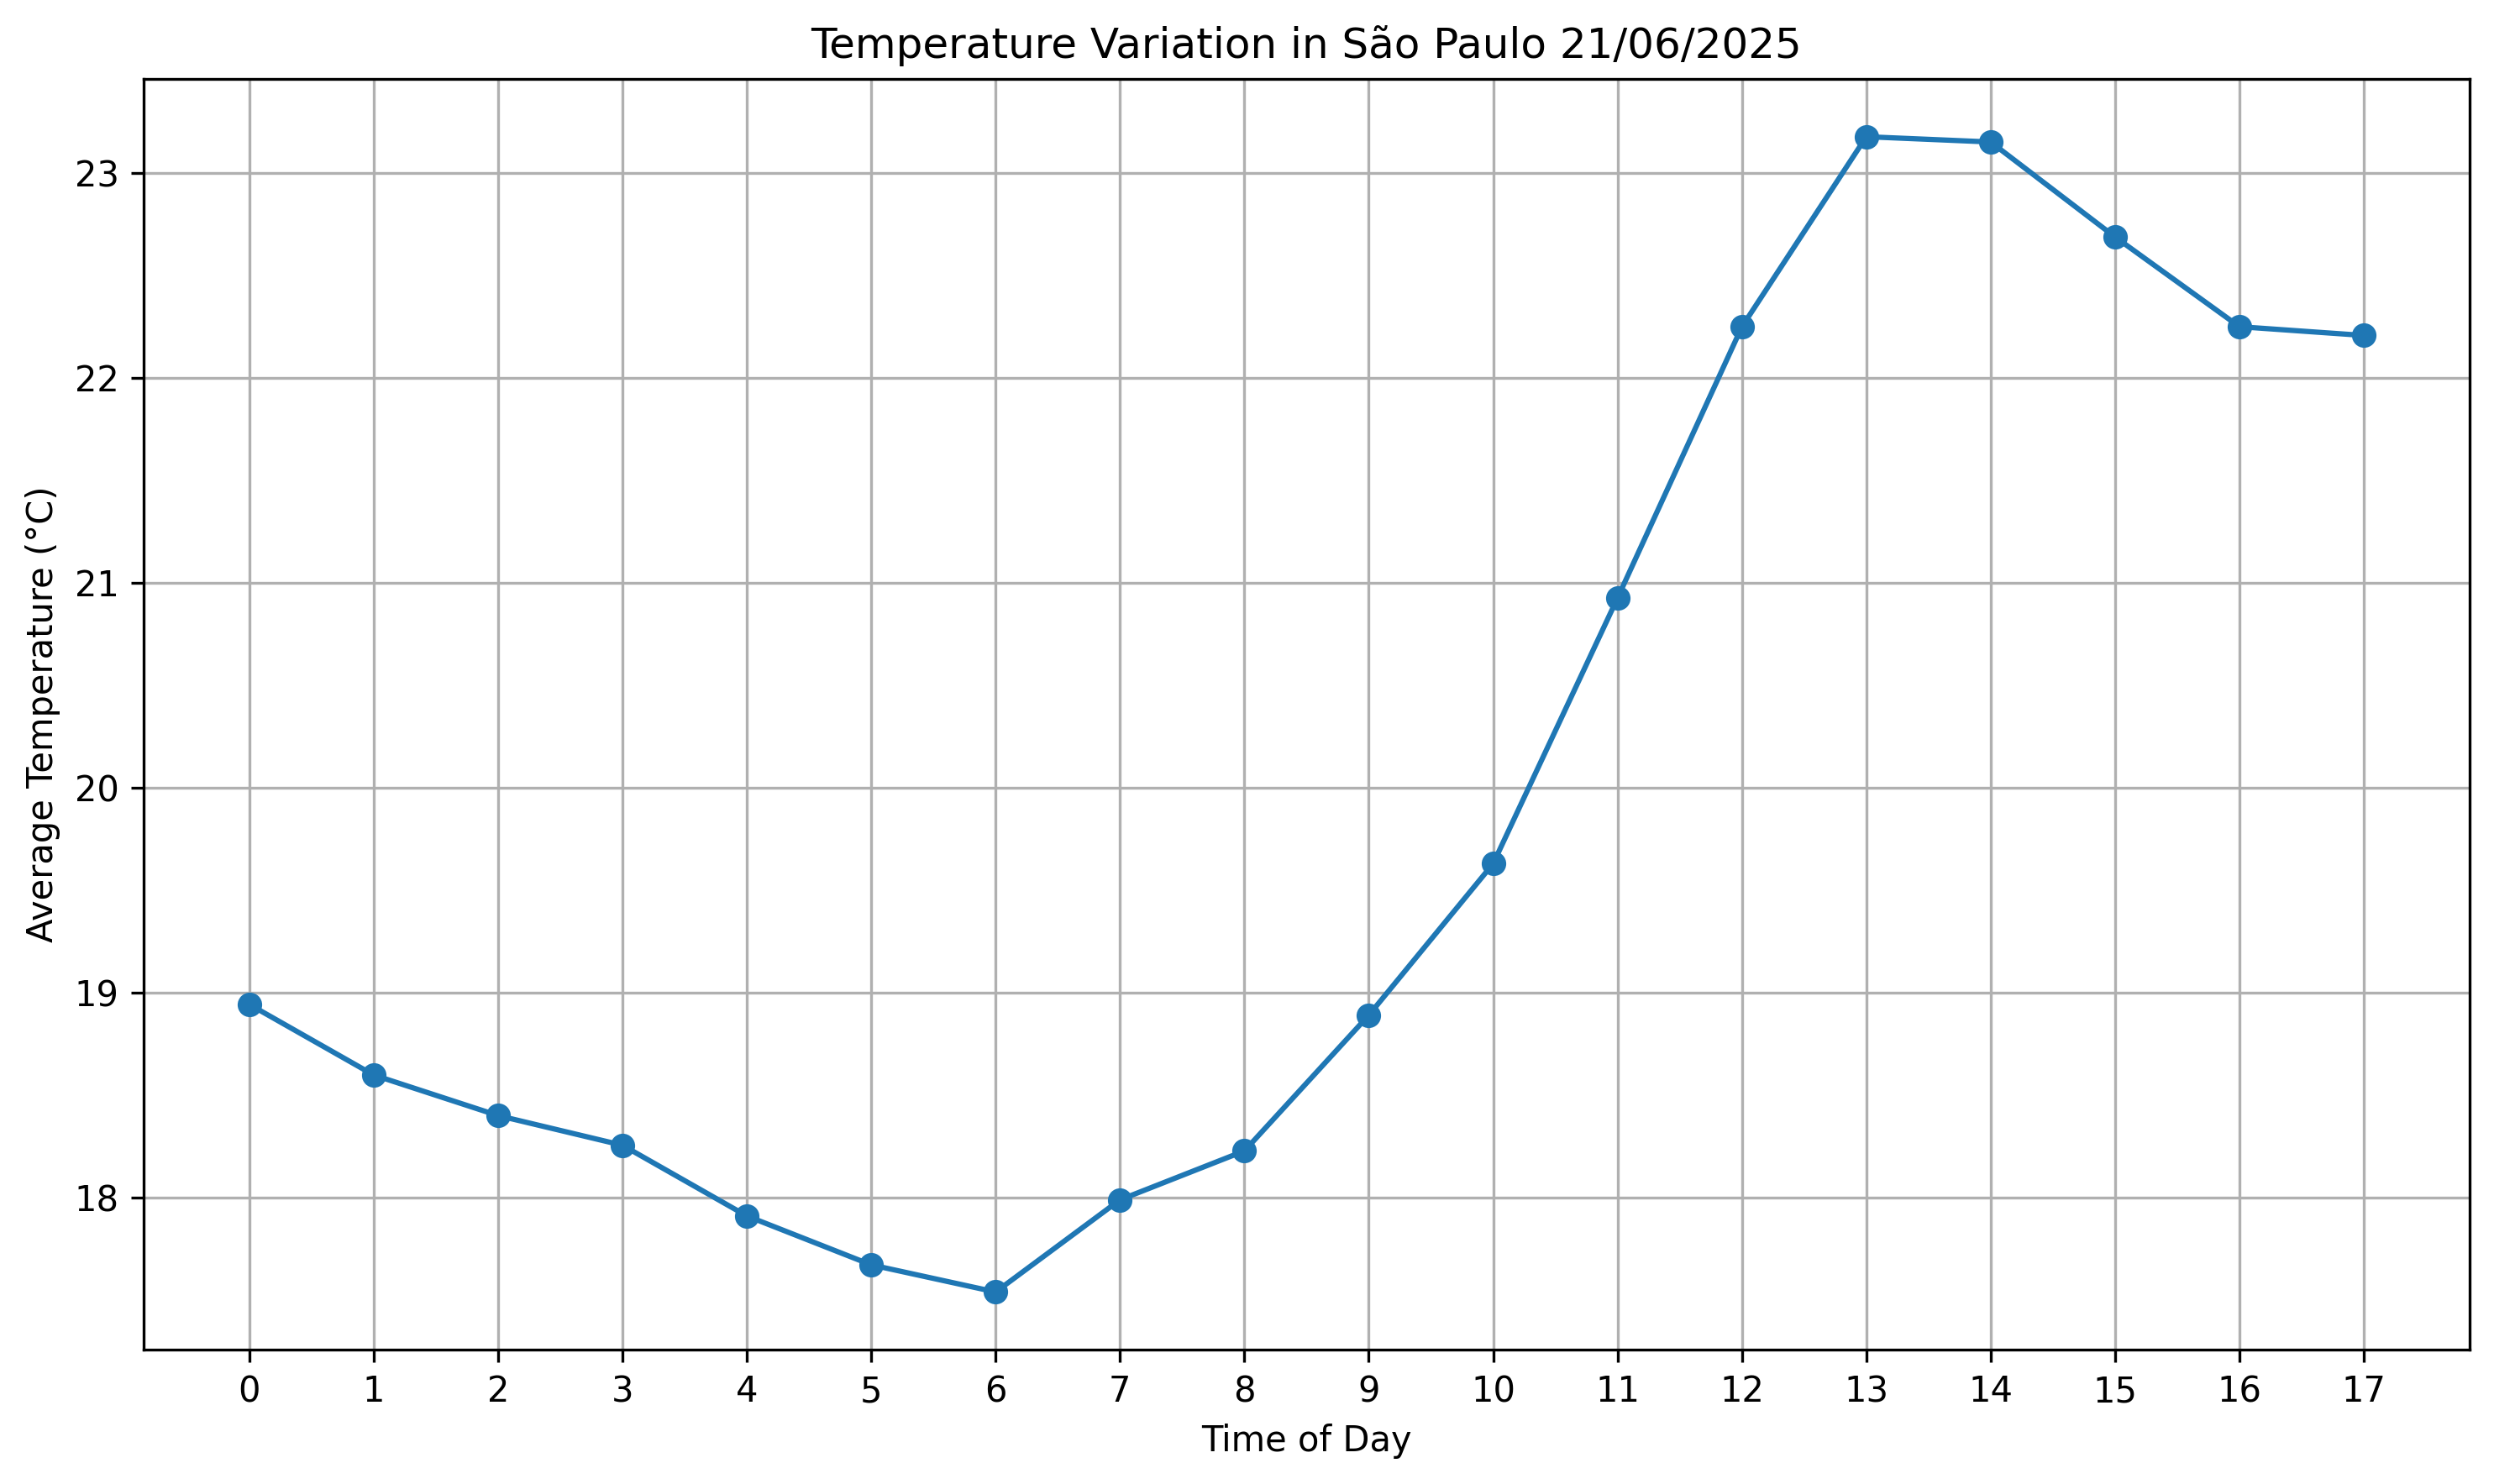 Temperature Variation in São Paulo 21/06/2025
23
22
21
20
19
18
Average Temperature (°C)
0 1 2 3 4 5 6 7 8 9 10 11 12 13 14 15 16 17
Time of Day